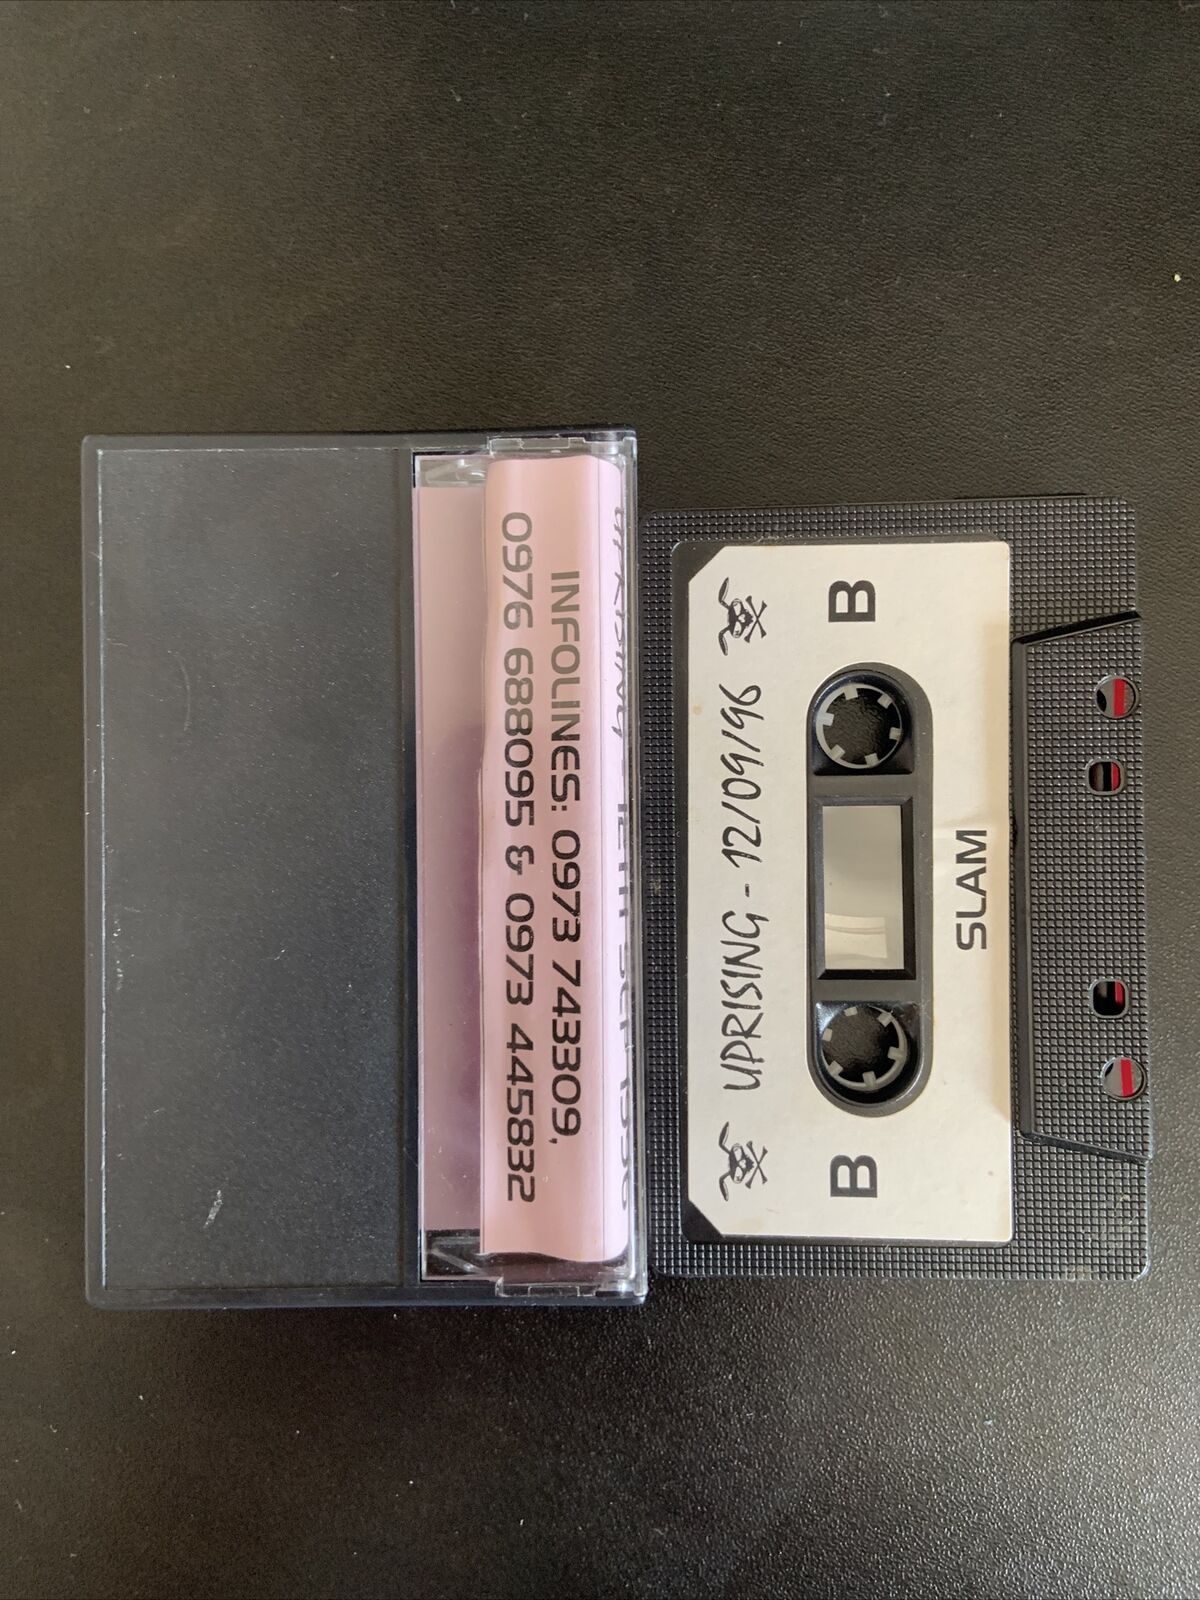 INFOLINES: 0973 743309,
0976 688095 & 0973 445832
UPRISING - 12/09/96
B B
SLAM